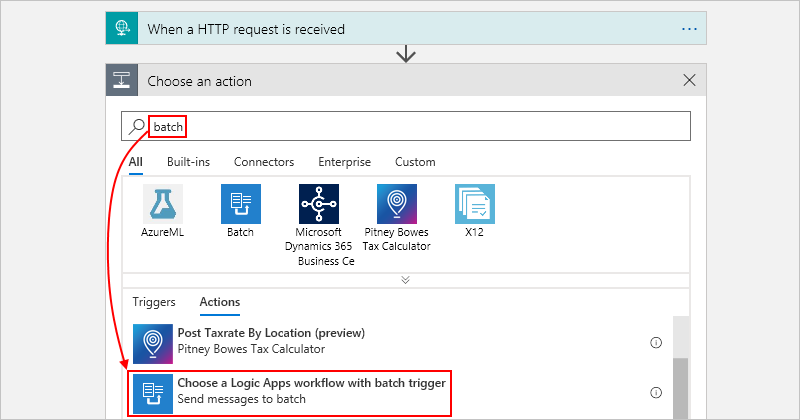 When a HTTP request is received
Choose an action
batch
All Built-ins Connectors Enterprise Custom
AzureML Batch Microsoft Dynamics 365 Business Ce Pitney Bowes Tax Calculator X12
Triggers Actions
Post Taxrate By Location (preview)
Pitney Bowes Tax Calculator
Choose a Logic Apps workflow with batch trigger
Send messages to batch